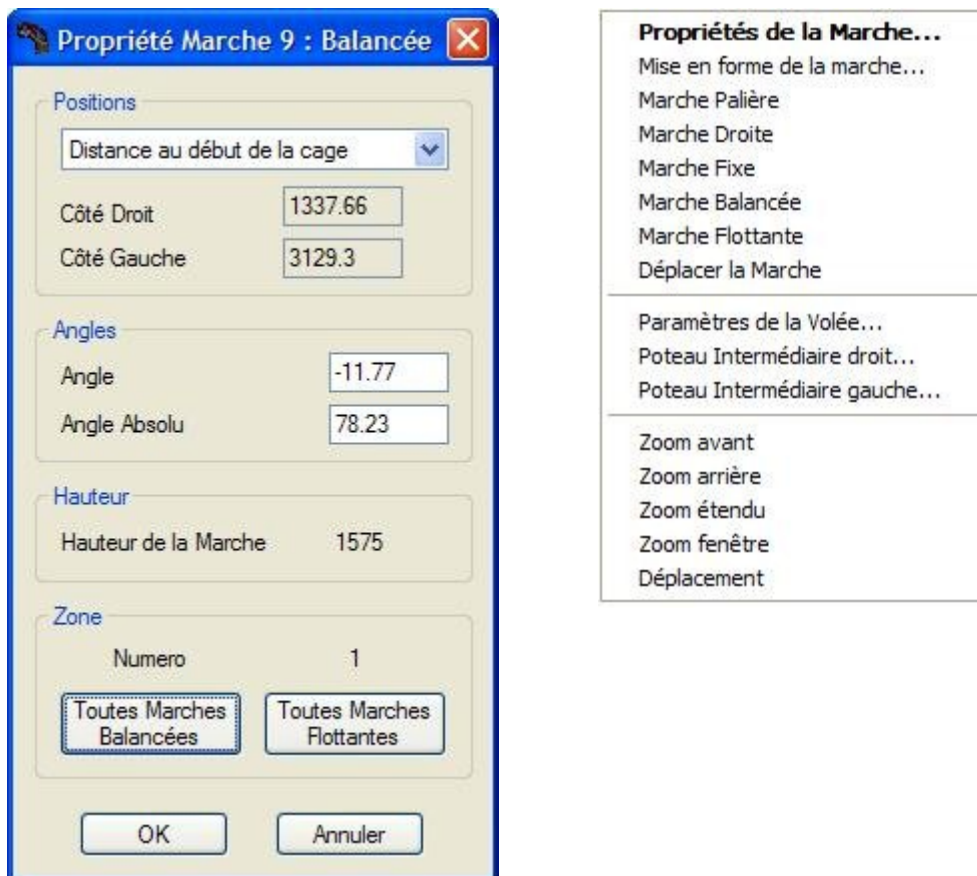 Propriété Marche 9 : Balancée
Positions
Distance au début de la cage
Côté Droit 1337.66
Côté Gauche 3129.3
Angles
Angle -11.77
Angle Absolu 78.23
Hauteur
Hauteur de la Marche 1575
Zone
Numero 1
Toutes Marches
Balancées
Toutes Marches
Flottantes
OK Annuler
Propriétés de la Marche...
Mise en forme de la marche...
Marche Palière
Marche Droite
Marche Fixe
Marche Balancée
Marche Flottante
Déplacer la Marche
Paramètres de la Volée...
Poteau Intermédiaire droit...
Poteau Intermédiaire gauche...
Zoom avant
Zoom arrière
Zoom étendu
Zoom fenêtre
Déplacement